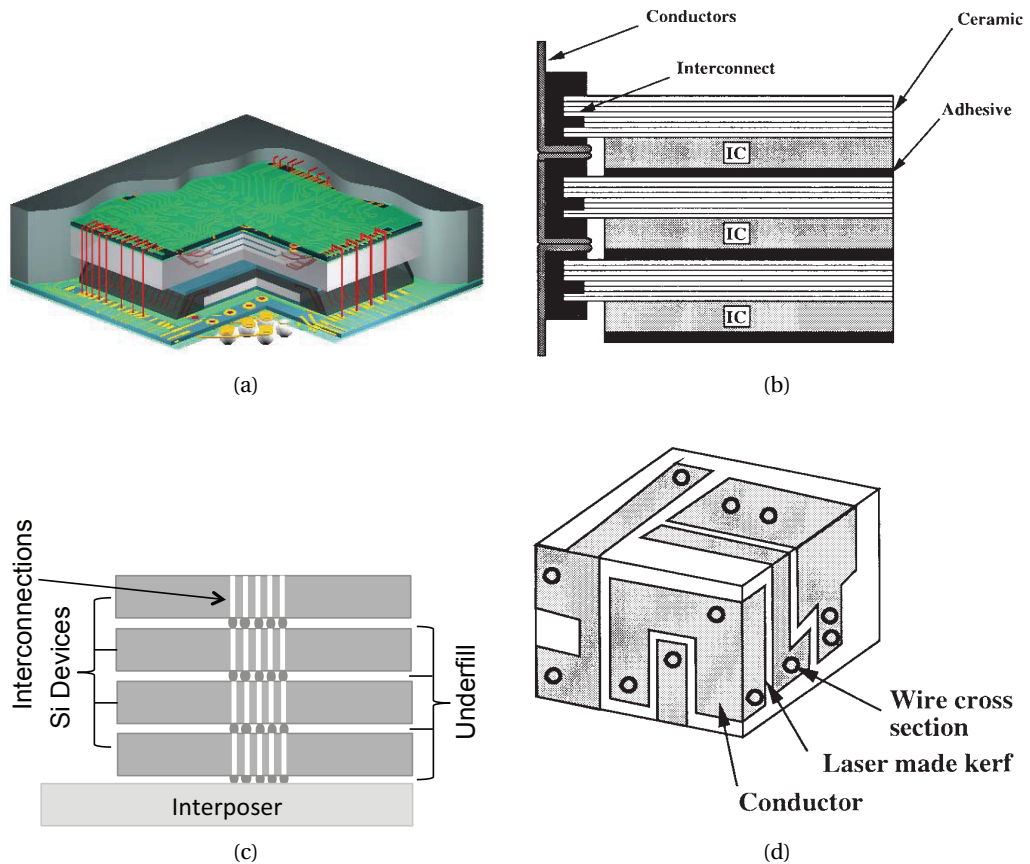 Conductors
Ceramic
Interconnect
Adhesive
IC
IC
IC
(a)
(b)
Interconnections
Si Devices
Underfill
Interposer
Wire cross
section
Laser made kerf
Conductor
(c)
(d)